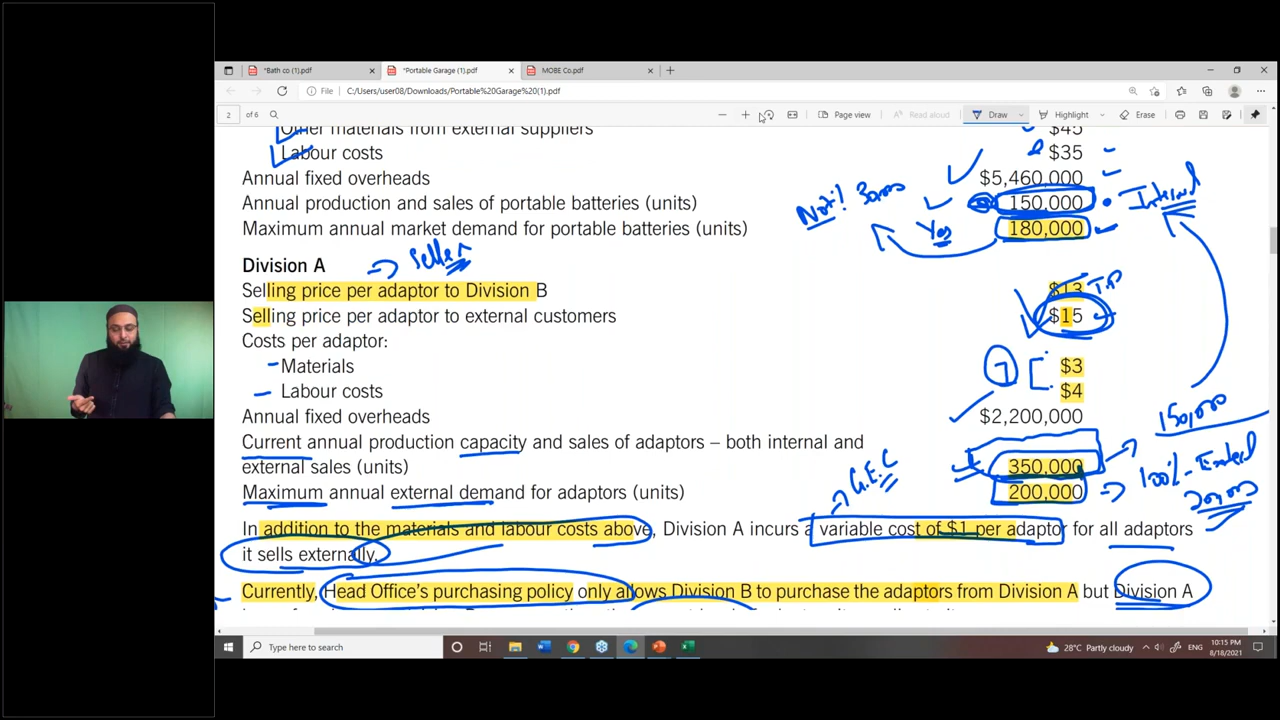 *Bath co (1).pdf
*Portable Garage (1).pdf
MOBE Co.pdf
File
C:/Users/user08/Downloads/Portable%20Garage%20(1).pdf
2 of 6
Page view
Read aloud
Draw
Highlight
Erase
Other materials from external suppliers $45
Labour costs $35
Annual fixed overheads $5,460,000
Annual production and sales of portable batteries (units) 150,000
Maximum annual market demand for portable batteries (units) 180,000
Not! 30000
Yes
Internal
Division A
Seller
Selling price per adaptor to Division B $13 T.P
Selling price per adaptor to external customers $15
Costs per adaptor:
Materials $3
Labour costs $4
7
Annual fixed overheads $2,200,000
150,000
Current annual production capacity and sales of adaptors – both internal and
external sales (units) 350,000
Maximum annual external demand for adaptors (units) 200,000
100%
In addition to the materials and labour costs above, Division A incurs a variable cost of $1 per adaptor for all adaptors
it sells externally.
Currently, Head Office's purchasing policy only allows Division B to purchase the adaptors from Division A but Division A
Type here to search
28°C Partly cloudy
ENG
10:15 PM
8/18/2021